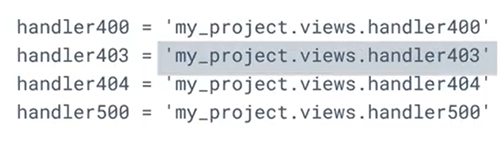 handler400 = 'my_project.views.handler400'
handler403 = 'my_project.views.handler403'
handler404 = 'my_project.views.handler404'
handler500 = 'my_project.views.handler500'